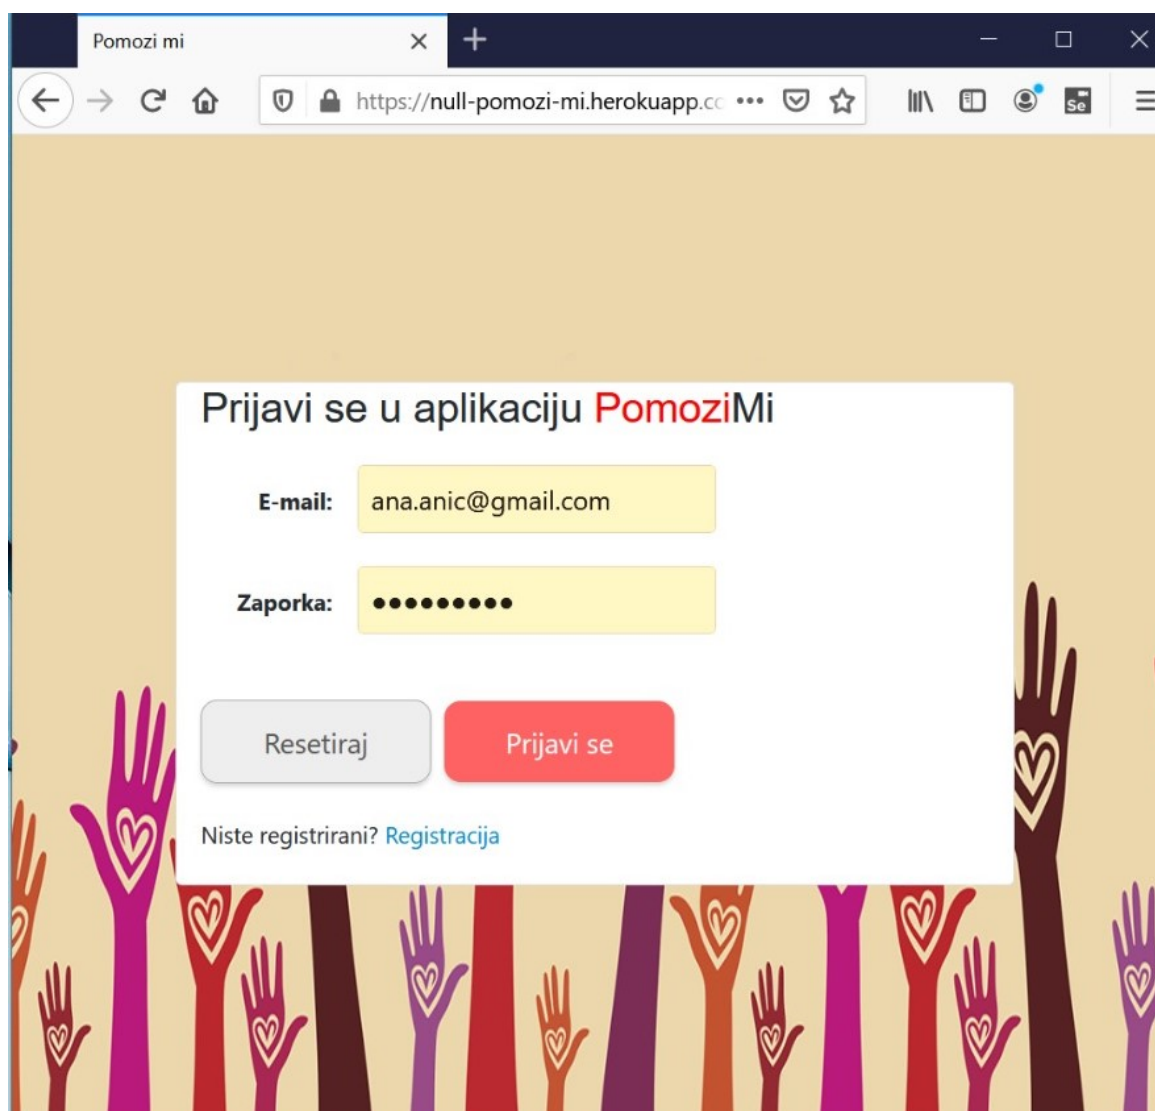 Pomozi mi
https://null-pomozi-mi.herokuapp.cc
Se
Prijavi se u aplikaciju PomoziMi
E-mail: ana.anic@gmail.com
Zaporka: •••••••••
Resetiraj Prijavi se
Niste registrirani? Registracija